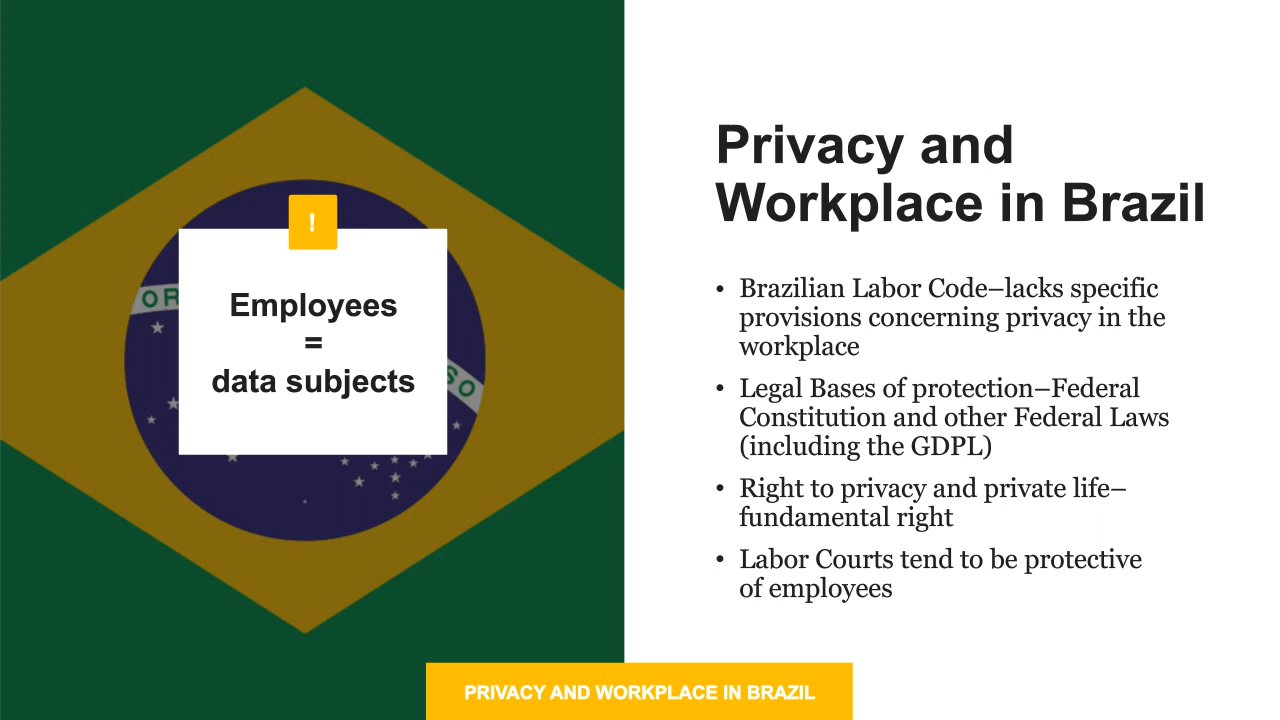 OR
SO
!
Employees
=
data subjects
Privacy and
Workplace in Brazil
• Brazilian Labor Code–lacks specific
provisions concerning privacy in the
workplace
• Legal Bases of protection–Federal
Constitution and other Federal Laws
(including the GDPL)
• Right to privacy and private life–
fundamental right
• Labor Courts tend to be protective
of employees
PRIVACY AND WORKPLACE IN BRAZIL